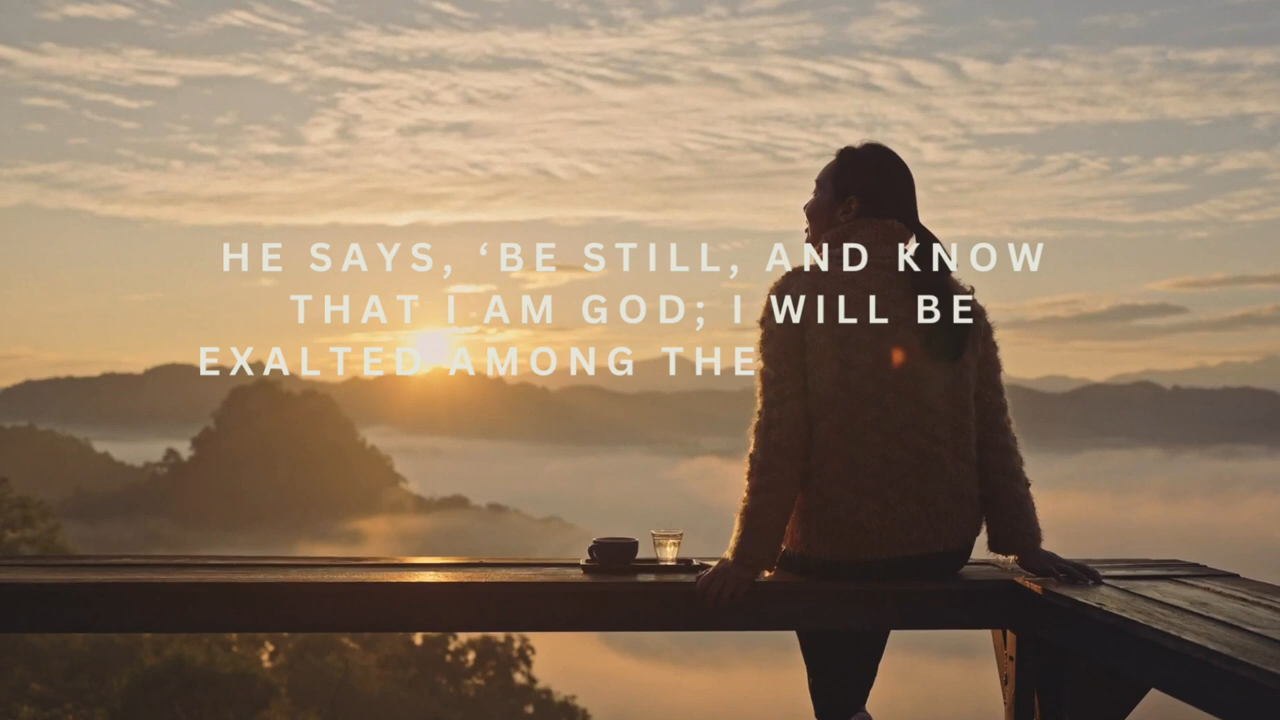 HE SAYS, ‘BE STILL, AND KNOW
THAT I AM GOD; I WILL BE
EXALTED AMONG THE